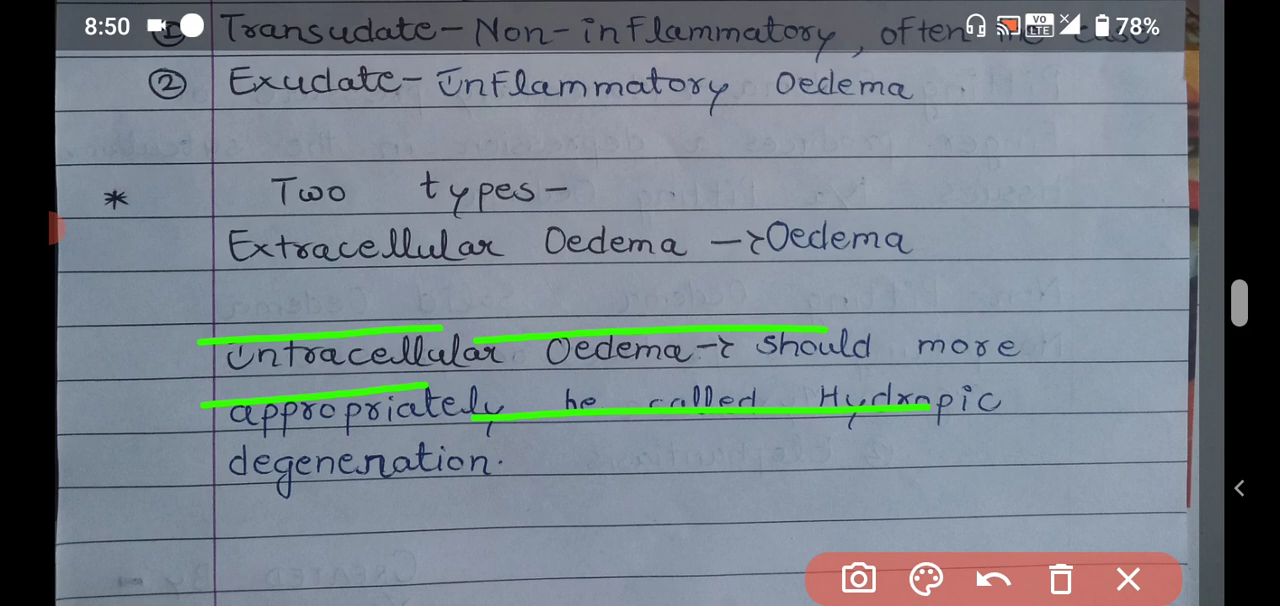 8:50 78%
① Transudate - Non-inflammatory, often
② Exudate - Inflammatory Oedema
* Two types -
Extracellular Oedema → Oedema
Intracellular Oedema → should more
appropriately be called Hydropic
degeneration.